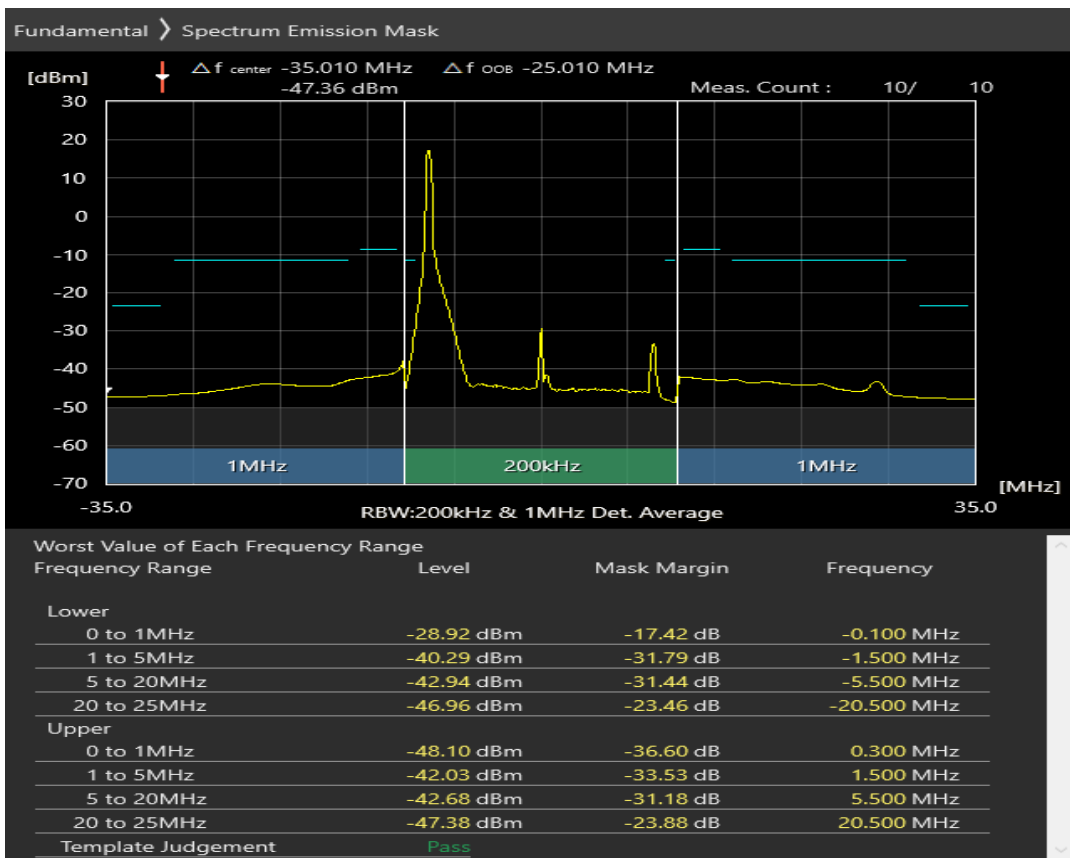 Fundamental 〉 Spectrum Emission Mask
[dBm] △f center -35.010 MHz △f OOB -25.010 MHz
-47.36 dBm Meas. Count : 10/ 10
30
20
10
0
-10
-20
-30
-40
-50
-60
1MHz 200kHz 1MHz
-70
[MHz]
-35.0 RBW:200kHz & 1MHz Det. Average 35.0
Worst Value of Each Frequency Range
Frequency Range Level Mask Margin Frequency
Lower
0 to 1MHz -28.92 dBm -17.42 dB -0.100 MHz
1 to 5MHz -40.29 dBm -31.79 dB -1.500 MHz
5 to 20MHz -42.94 dBm -31.44 dB -5.500 MHz
20 to 25MHz -46.96 dBm -23.46 dB -20.500 MHz
Upper
0 to 1MHz -48.10 dBm -36.60 dB 0.300 MHz
1 to 5MHz -42.03 dBm -33.53 dB 1.500 MHz
5 to 20MHz -42.68 dBm -31.18 dB 5.500 MHz
20 to 25MHz -47.38 dBm -23.88 dB 20.500 MHz
Template Judgement Pass